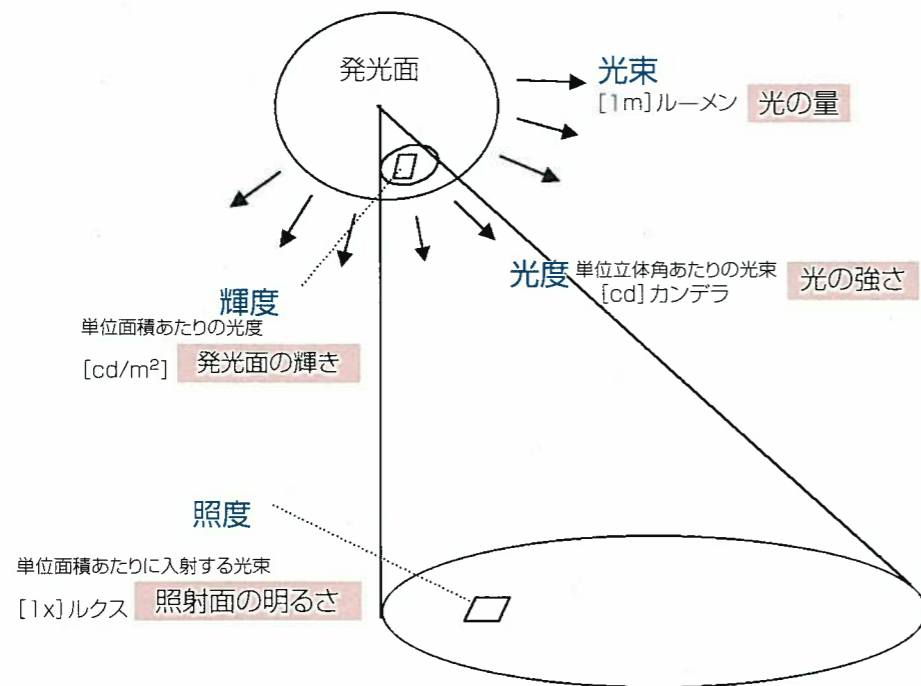 発光面
光束
[1m]ルーメン 光の量
光度 単位立体角あたりの光束
[cd]カンデラ 光の強さ
輝度
単位面積あたりの光度
[cd/m²] 発光面の輝き
照度
単位面積あたりに入射する光束
[1x]ルクス 照射面の明るさ